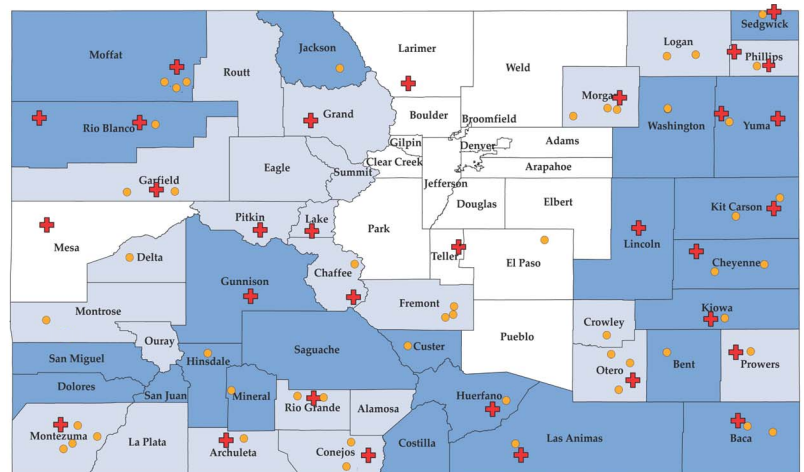 Sedgwick
Moffat
Jackson
Larimer
Logan
Phillips
Routt
Weld
Morgan
Grand
Boulder
Broomfield
Rio Blanco
Washington
Yuma
Gilpin
Denver
Adams
Clear Creek
Eagle
Summit
Arapahoe
Garfield
Jefferson
Douglas
Elbert
Kit Carson
Pitkin
Lake
Park
Mesa
Lincoln
Delta
Teller
El Paso
Cheyenne
Gunnison
Chaffee
Fremont
Montrose
Kiowa
Crowley
Ouray
Pueblo
San Miguel
Hinsdale
Saguache
Custer
Bent
Prowers
Otero
Dolores
San Juan
Mineral
Rio Grande
Alamosa
Huerfano
Montezuma
La Plata
Archuleta
Conejos
Costilla
Las Animas
Baca